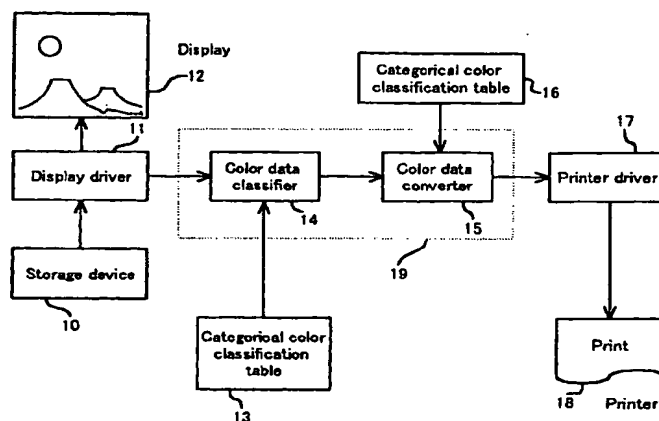 Display
12
Categorical color
classification table
16
11
17
Display driver
Color data
classifier
14
Color data
converter
15
Printer driver
19
Storage device
10
Categorical color
classification
table
13
Print
18
Printer